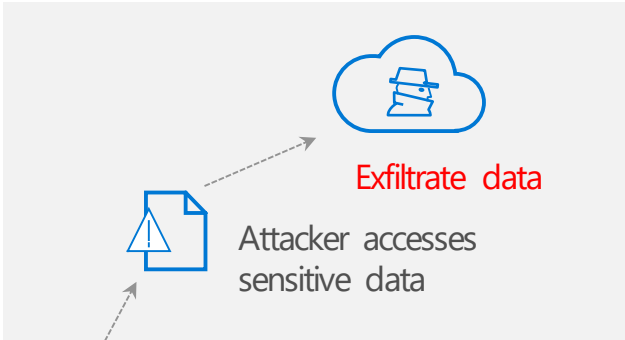 Exfiltrate data
Attacker accesses
sensitive data